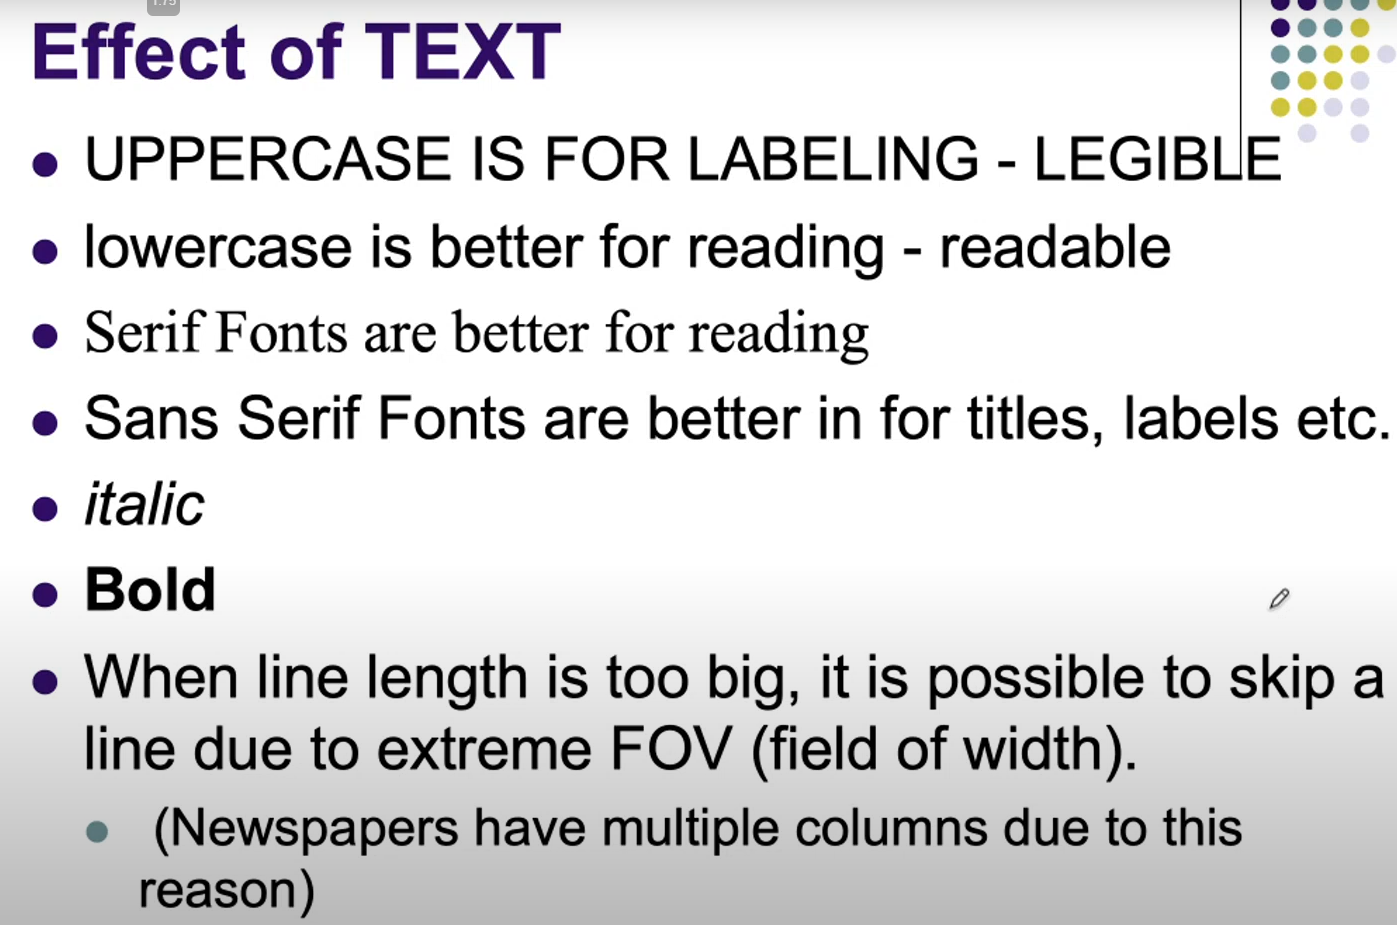 1.75
Effect of TEXT
UPPERCASE IS FOR LABELING - LEGIBLE
lowercase is better for reading - readable
Serif Fonts are better for reading
Sans Serif Fonts are better in for titles, labels etc.
italic
Bold
When line length is too big, it is possible to skip a
line due to extreme FOV (field of width).
(Newspapers have multiple columns due to this
reason)